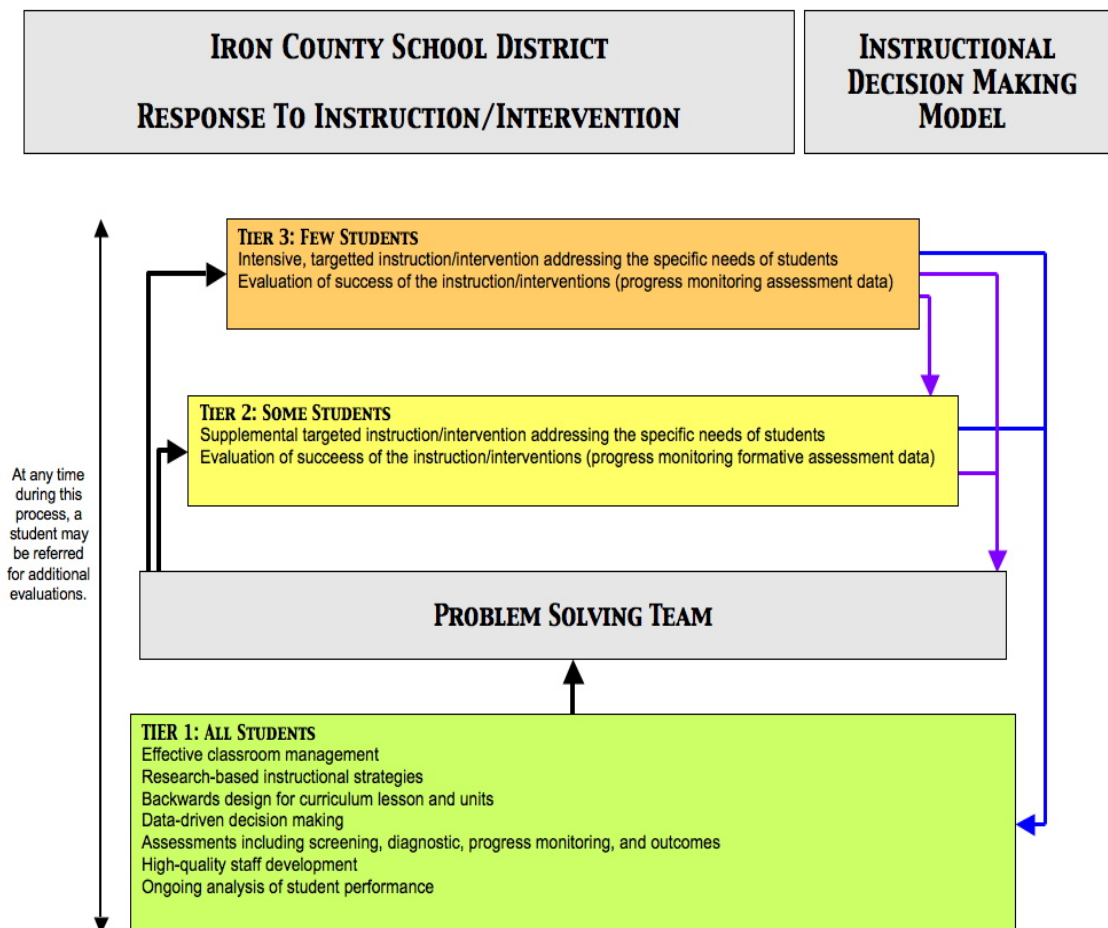 IRON COUNTY SCHOOL DISTRICT
RESPONSE TO INSTRUCTION/INTERVENTION
INSTRUCTIONAL
DECISION MAKING
MODEL
TIER 3: FEW STUDENTS
Intensive, targetted instruction/intervention addressing the specific needs of students
Evaluation of success of the instruction/interventions (progress monitoring assessment data)
TIER 2: SOME STUDENTS
Supplemental targeted instruction/intervention addressing the specific needs of students
Evaluation of succeess of the instruction/interventions (progress monitoring formative assessment data)
At any time
during this
process, a
student may
be referred
for additional
evaluations.
PROBLEM SOLVING TEAM
TIER 1: ALL STUDENTS
Effective classroom management
Research-based instructional strategies
Backwards design for curriculum lesson and units
Data-driven decision making
Assessments including screening, diagnostic, progress monitoring, and outcomes
High-quality staff development
Ongoing analysis of student performance